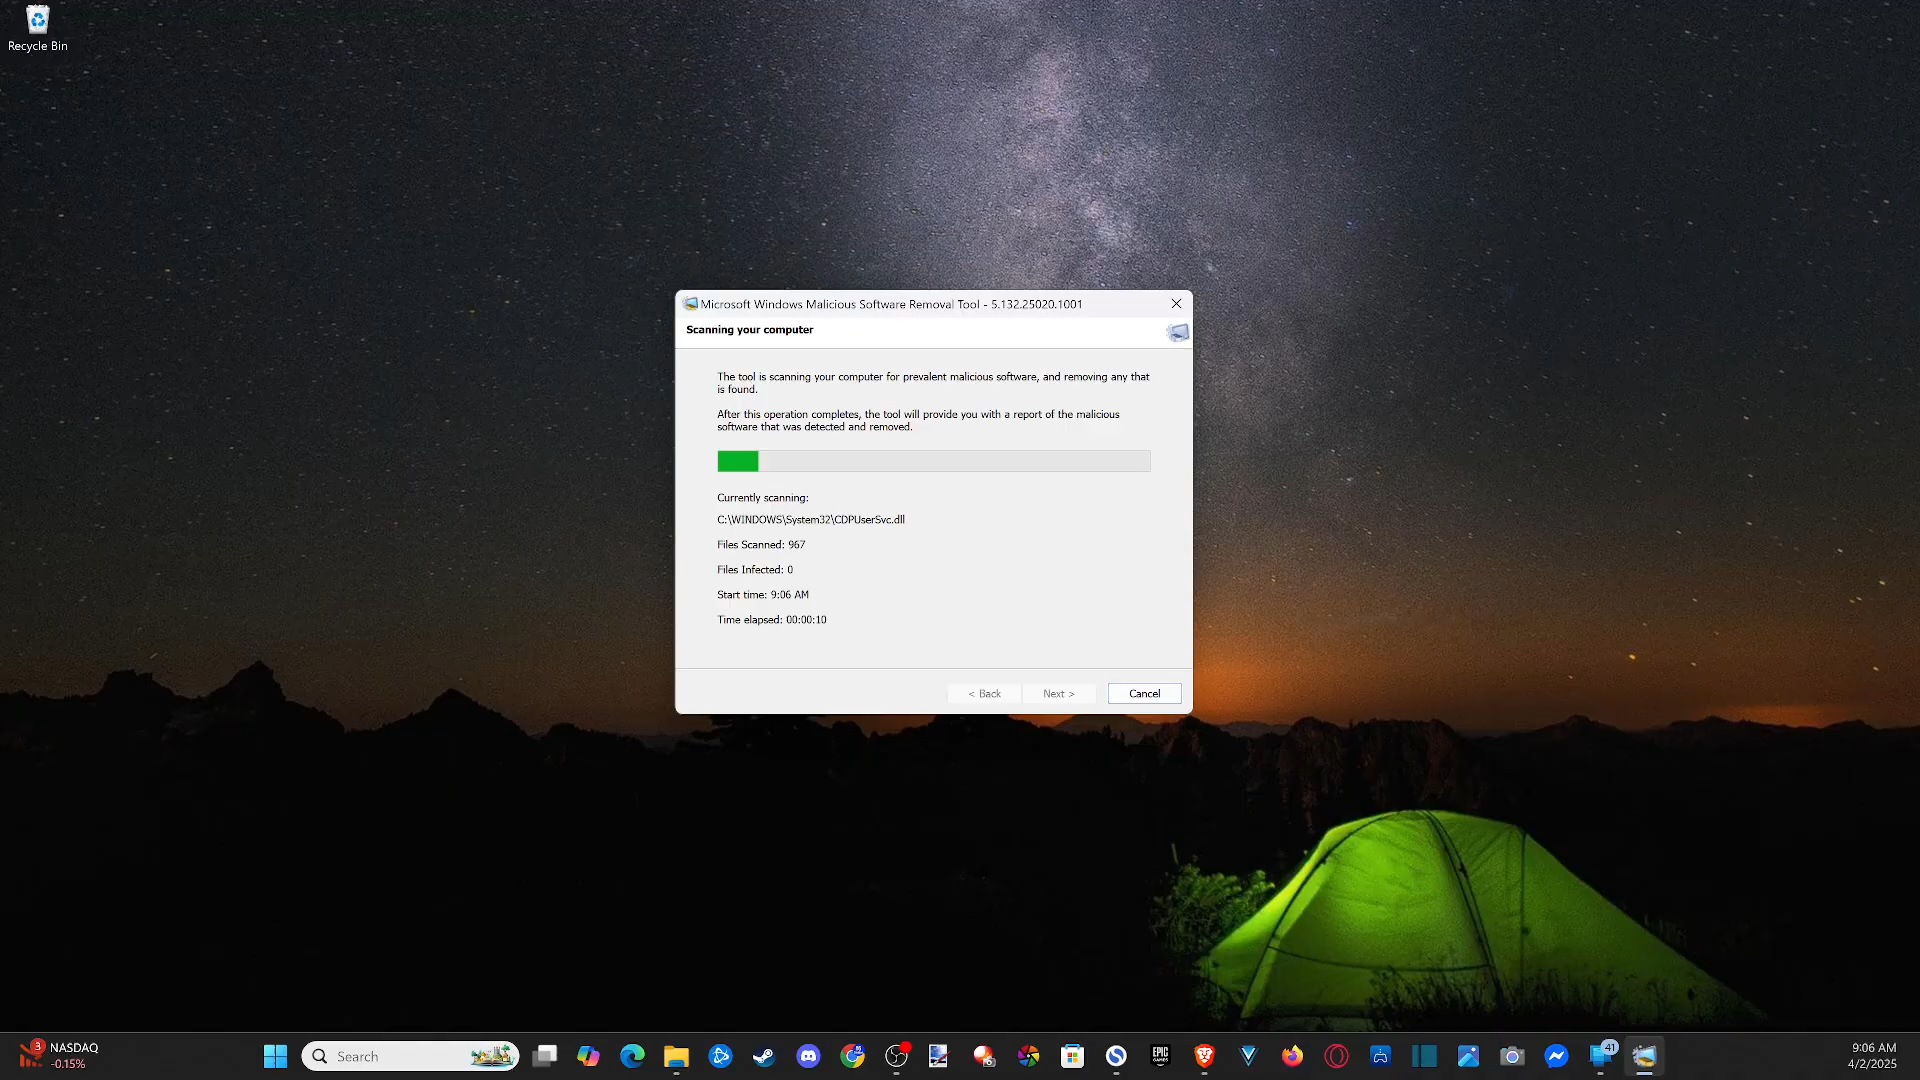 Recycle Bin
Microsoft Windows Malicious Software Removal Tool - 5.132.25020.1001
Scanning your computer
The tool is scanning your computer for prevalent malicious software, and removing any that
is found.
After this operation completes, the tool will provide you with a report of the malicious
software that was detected and removed.
Currently scanning:
C:\WINDOWS\System32\CDPUserSvc.dll
Files Scanned: 967
Files Infected: 0
Start time: 9:06 AM
Time elapsed: 00:00:10
< Back
Next >
Cancel
3
NASDAQ
-0.15%
Search
EPIC
GAMES
41
9:06 AM
4/2/2025